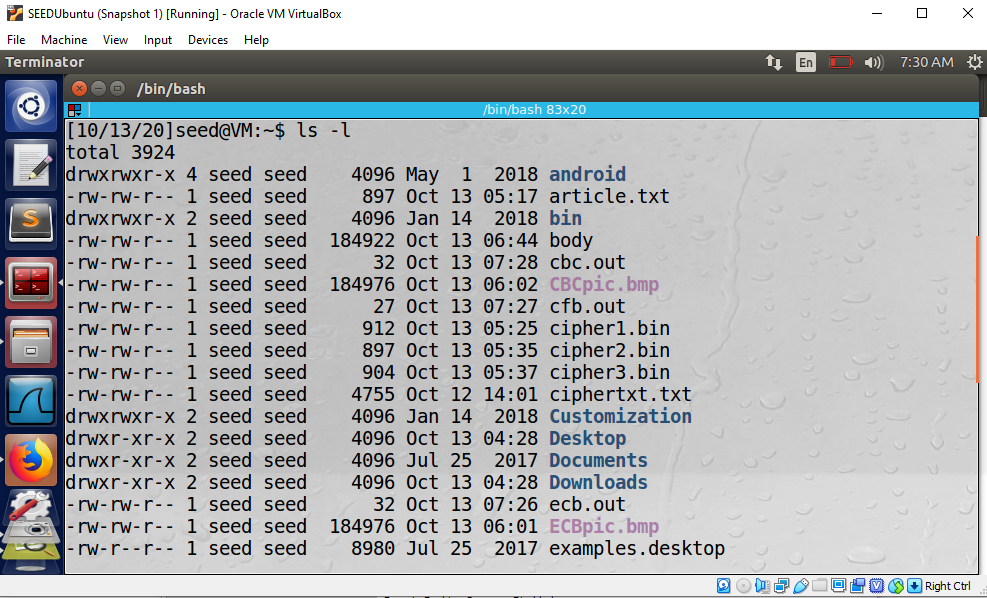 SEEDUbuntu (Snapshot 1) [Running] - Oracle VM VirtualBox
File Machine View Input Devices Help
Terminator En 7:30 AM
/bin/bash
/bin/bash 83x20
[10/13/20]seed@VM:~$ ls -l
total 3924
drwxrwxr-x 4 seed seed    4096 May  1  2018 android
-rw-rw-r-- 1 seed seed     897 Oct 13 05:17 article.txt
drwxrwxr-x 2 seed seed    4096 Jan 14  2018 bin
-rw-rw-r-- 1 seed seed  184922 Oct 13 06:44 body
-rw-rw-r-- 1 seed seed      32 Oct 13 07:28 cbc.out
-rw-rw-r-- 1 seed seed  184976 Oct 13 06:02 CBCpic.bmp
-rw-rw-r-- 1 seed seed      27 Oct 13 07:27 cfb.out
-rw-rw-r-- 1 seed seed     912 Oct 13 05:25 cipher1.bin
-rw-rw-r-- 1 seed seed     897 Oct 13 05:35 cipher2.bin
-rw-rw-r-- 1 seed seed     904 Oct 13 05:37 cipher3.bin
-rw-rw-r-- 1 seed seed    4755 Oct 12 14:01 ciphertxt.txt
drwxrwxr-x 2 seed seed    4096 Jan 14  2018 Customization
drwxr-xr-x 2 seed seed    4096 Oct 13 04:28 Desktop
drwxr-xr-x 2 seed seed    4096 Jul 25  2017 Documents
drwxr-xr-x 2 seed seed    4096 Oct 13 04:28 Downloads
-rw-rw-r-- 1 seed seed      32 Oct 13 07:26 ecb.out
-rw-rw-r-- 1 seed seed  184976 Oct 13 06:01 ECBpic.bmp
-rw-r--r-- 1 seed seed    8980 Jul 25  2017 examples.desktop
Right Ctrl